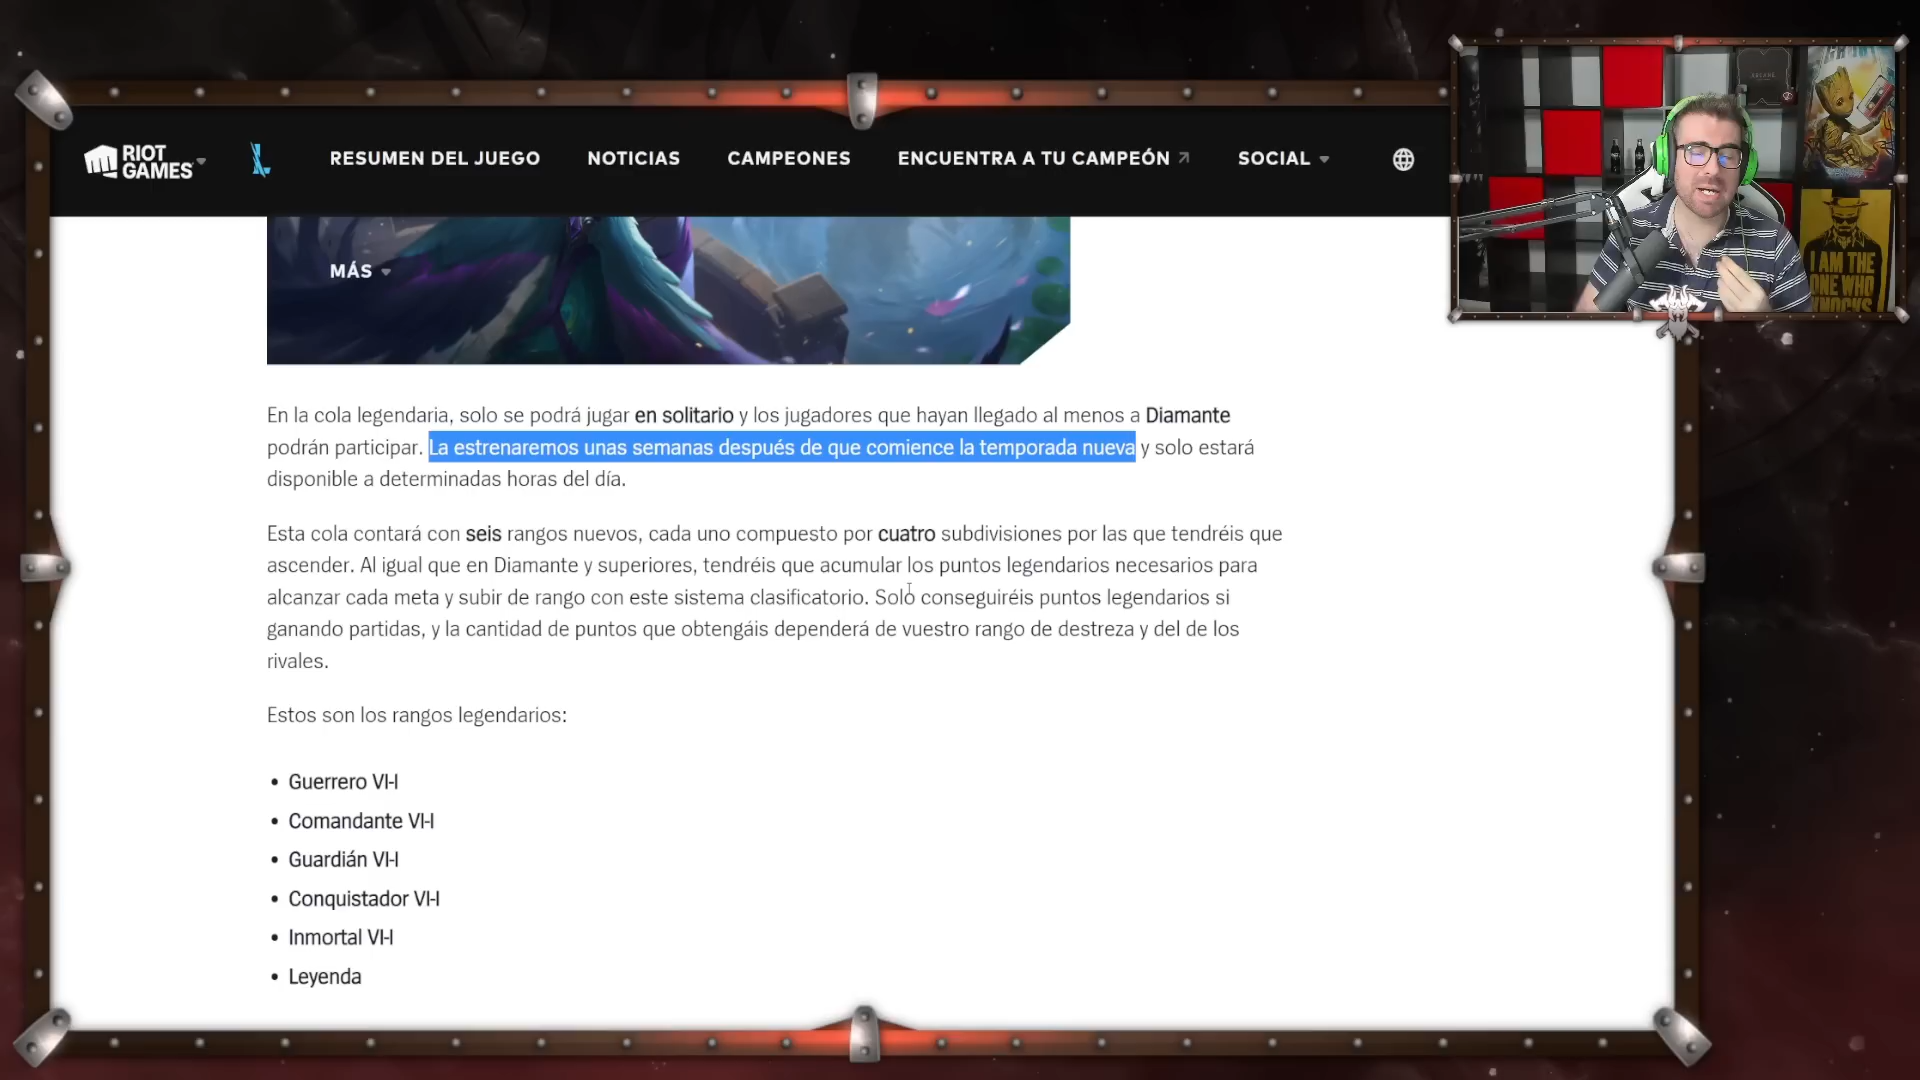 RIOT
GAMES
RESUMEN DEL JUEGO
NOTICIAS
CAMPEONES
ENCUENTRA A TU CAMPEÓN
SOCIAL
MÁS
En la cola legendaria, solo se podrá jugar en solitario y los jugadores que hayan llegado al menos a Diamante
podrán participar. La estrenaremos unas semanas después de que comience la temporada nueva y solo estará
disponible a determinadas horas del día.
Esta cola contará con seis rangos nuevos, cada uno compuesto por cuatro subdivisiones por las que tendréis que
ascender. Al igual que en Diamante y superiores, tendréis que acumular los puntos legendarios necesarios para
alcanzar cada meta y subir de rango con este sistema clasificatorio. Solo conseguiréis puntos legendarios si
ganando partidas, y la cantidad de puntos que obtengáis dependerá de vuestro rango de destreza y del de los
rivales.
Estos son los rangos legendarios:
• Guerrero VI-I
• Comandante VI-I
• Guardián VI-I
• Conquistador VI-I
• Inmortal VI-I
• Leyenda
ARCANE
I AM THE
ONE WHO
KNOCKS